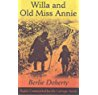 Willa and
Old Miss Annie
Berlie Doherty